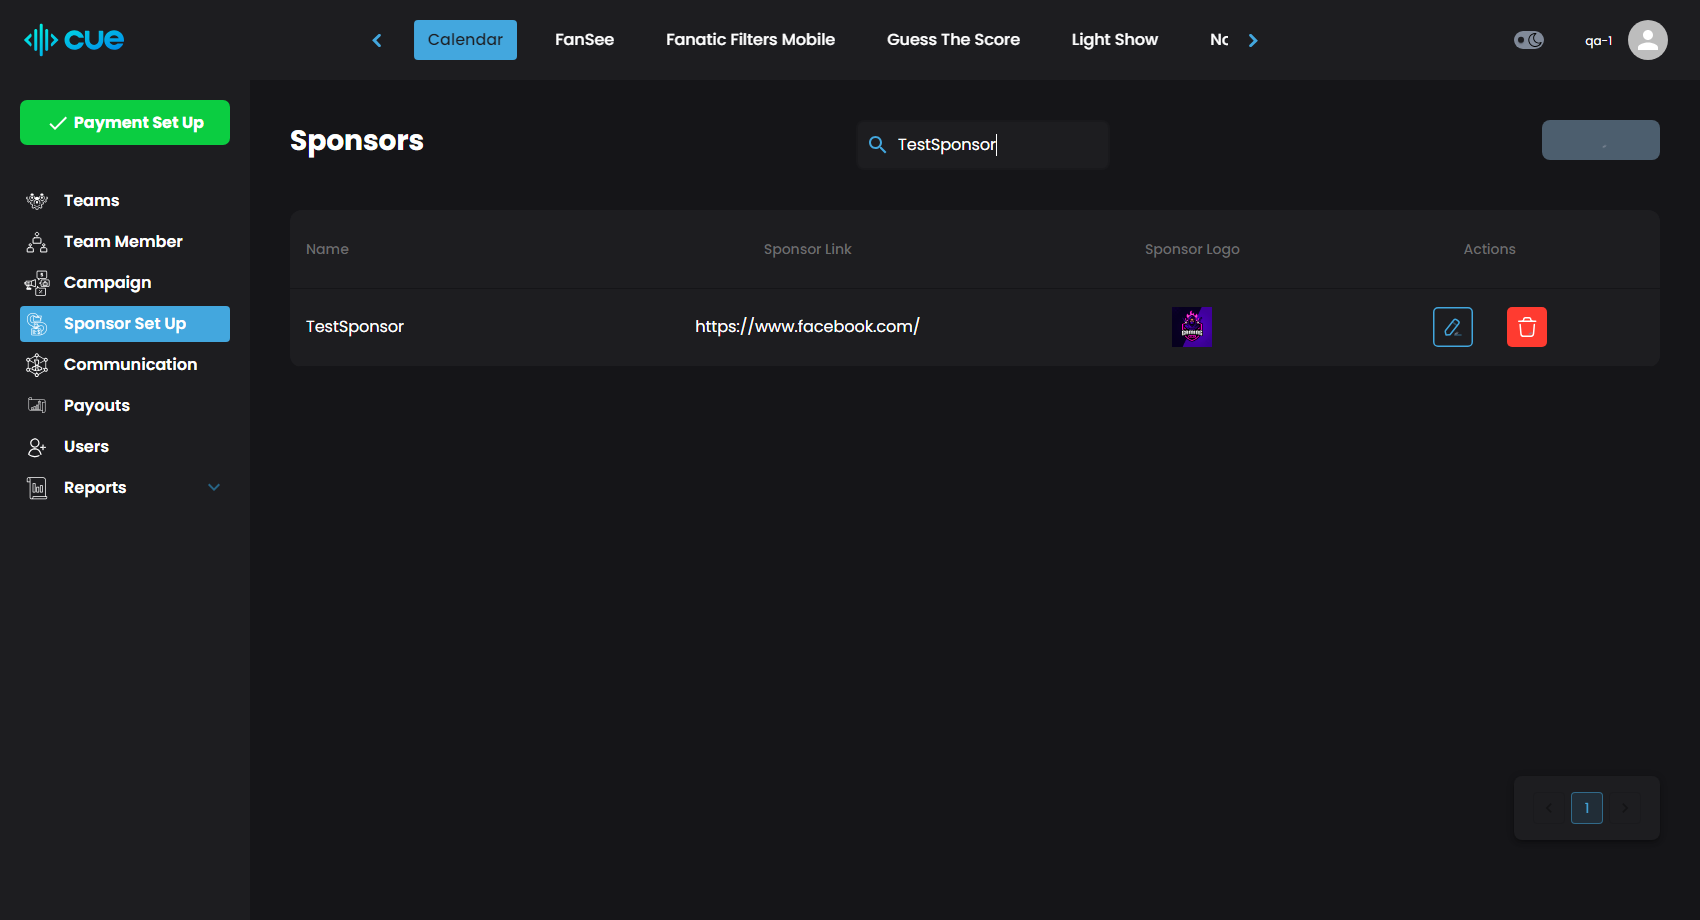 cue
Calendar
FanSee
Fanatic Filters Mobile
Guess The Score
Light Show
qa-1
Payment Set Up
Sponsors
TestSponsor
Teams
Team Member
Campaign
Sponsor Set Up
Communication
Payouts
Users
Reports
Name
Sponsor Link
Sponsor Logo
Actions
TestSponsor
https://www.facebook.com/
GAMING
1